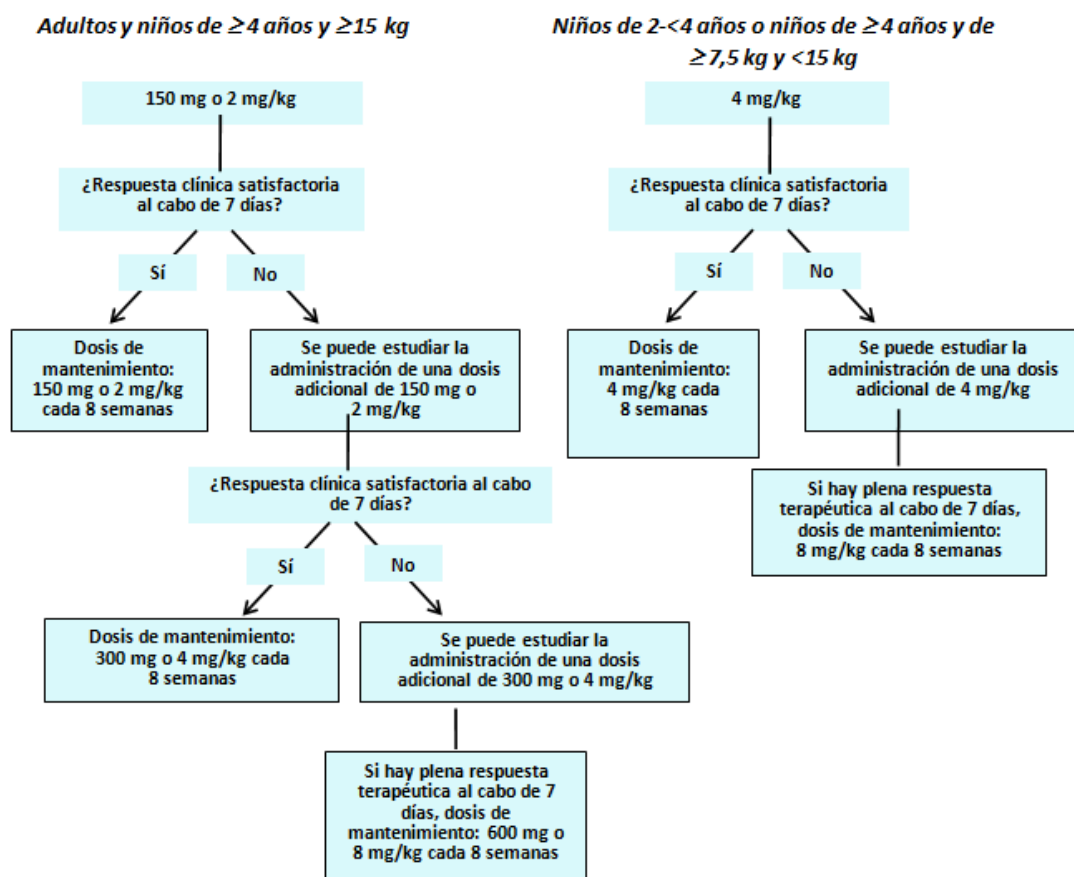 Adultos y niños de ≥4 años y ≥15 kg
150 mg o 2 mg/kg
¿Respuesta clínica satisfactoria
al cabo de 7 días?
Sí
No
Dosis de
mantenimiento:
150 mg o 2 mg/kg
cada 8 semanas
Se puede estudiar la
administración de una dosis
adicional de 150 mg o
2 mg/kg
¿Respuesta clínica satisfactoria al cabo
de 7 días?
Sí
No
Dosis de mantenimiento:
300 mg o 4 mg/kg cada
8 semanas
Se puede estudiar la
administración de una dosis
adicional de 300 mg o 4 mg/kg
Si hay plena respuesta
terapéutica al cabo de 7
días, dosis de
mantenimiento: 600 mg o
8 mg/kg cada 8 semanas
Niños de 2-<4 años o niños de ≥4 años y de
≥7,5 kg y <15 kg
4 mg/kg
¿Respuesta clínica satisfactoria
al cabo de 7 días?
Sí
No
Dosis de
mantenimiento:
4 mg/kg cada
8 semanas
Se puede estudiar la
administración de una dosis
adicional de 4 mg/kg
Si hay plena respuesta
terapéutica al cabo de 7 días,
dosis de mantenimiento:
8 mg/kg cada 8 semanas